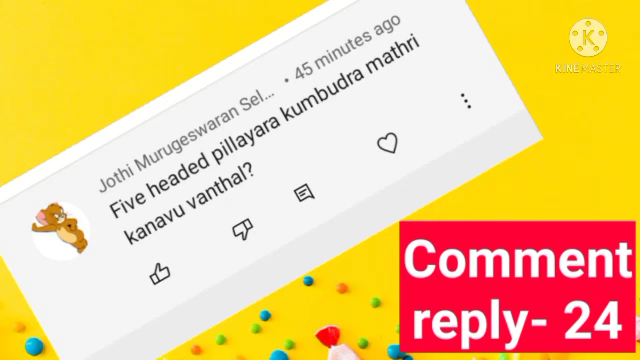 KINEMASTER
Jothi Murugeswaran Sel... • 45 minutes ago
Five headed pillayara kumbudra mathri
kanavu vanthal?
Comment
reply- 24